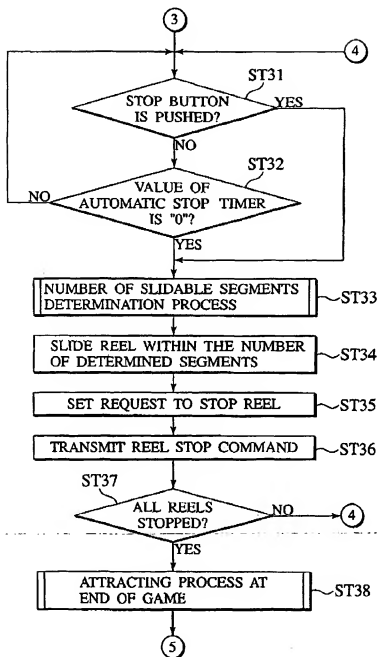 3
4
ST31
STOP BUTTON
IS PUSHED?
YES
NO
ST32
NO
VALUE OF
AUTOMATIC STOP TIMER
IS "0"?
YES
NUMBER OF SLIDABLE SEGMENTS
DETERMINATION PROCESS
ST33
SLIDE REEL WITHIN THE NUMBER
OF DETERMINED SEGMENTS
ST34
SET REQUEST TO STOP REEL
ST35
TRANSMIT REEL STOP COMMAND
ST36
ST37
ALL REELS
STOPPED?
NO
4
YES
ATTRACTING PROCESS AT
END OF GAME
ST38
5